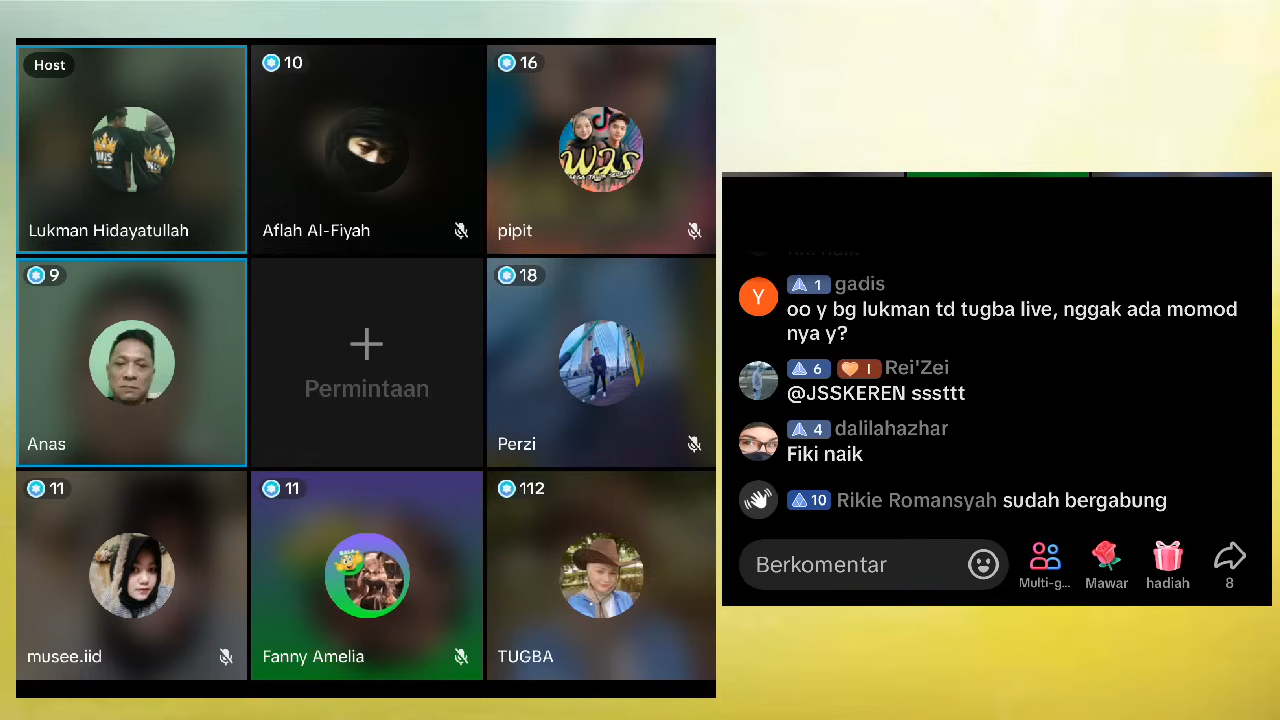 Host
10
16
Lukman Hidayatullah
Aflah Al-Fiyah
pipit
WJS
9
18
Permintaan
Anas
Perzi
11
11
112
musee.iid
Fanny Amelia
TUGBA
Y
1 gadis
oo y bg lukman td tugba live, nggak ada momod
nya y?
6 I Rei'Zei
@JSSKEREN sssttt
4 dalilahazhar
Fiki naik
10 Rikie Romansyah sudah bergabung
Berkomentar
Multi-g...
Mawar
hadiah
8